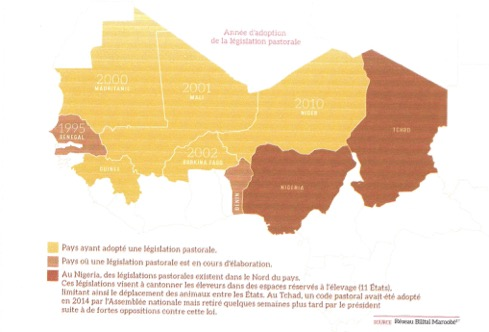 Année d'adoption
de la législation pastorale
2000
MAURITANIE
2001
MALI
2010
NIGER
TCHAD
1995
SÉNÉGAL
2002
BURKINA FASO
GUINÉE
BENIN
NIGERIA
Pays ayant adopté une législation pastorale.
Pays où une législation pastorale est en cours d'élaboration.
Au Nigeria, des législations pastorales existent dans le Nord du pays.
Ces législations visent à cantonner les éleveurs dans des espaces réservés à l'élevage (11 États),
limitant ainsi le déplacement des animaux entre les États. Au Tchad, un code pastoral avait été adopté
en 2014 par l'Assemblée nationale mais retiré quelques semaines plus tard par le président
suite à de fortes oppositions contre cette loi.
SOURCE Réseau Billital Maroobé